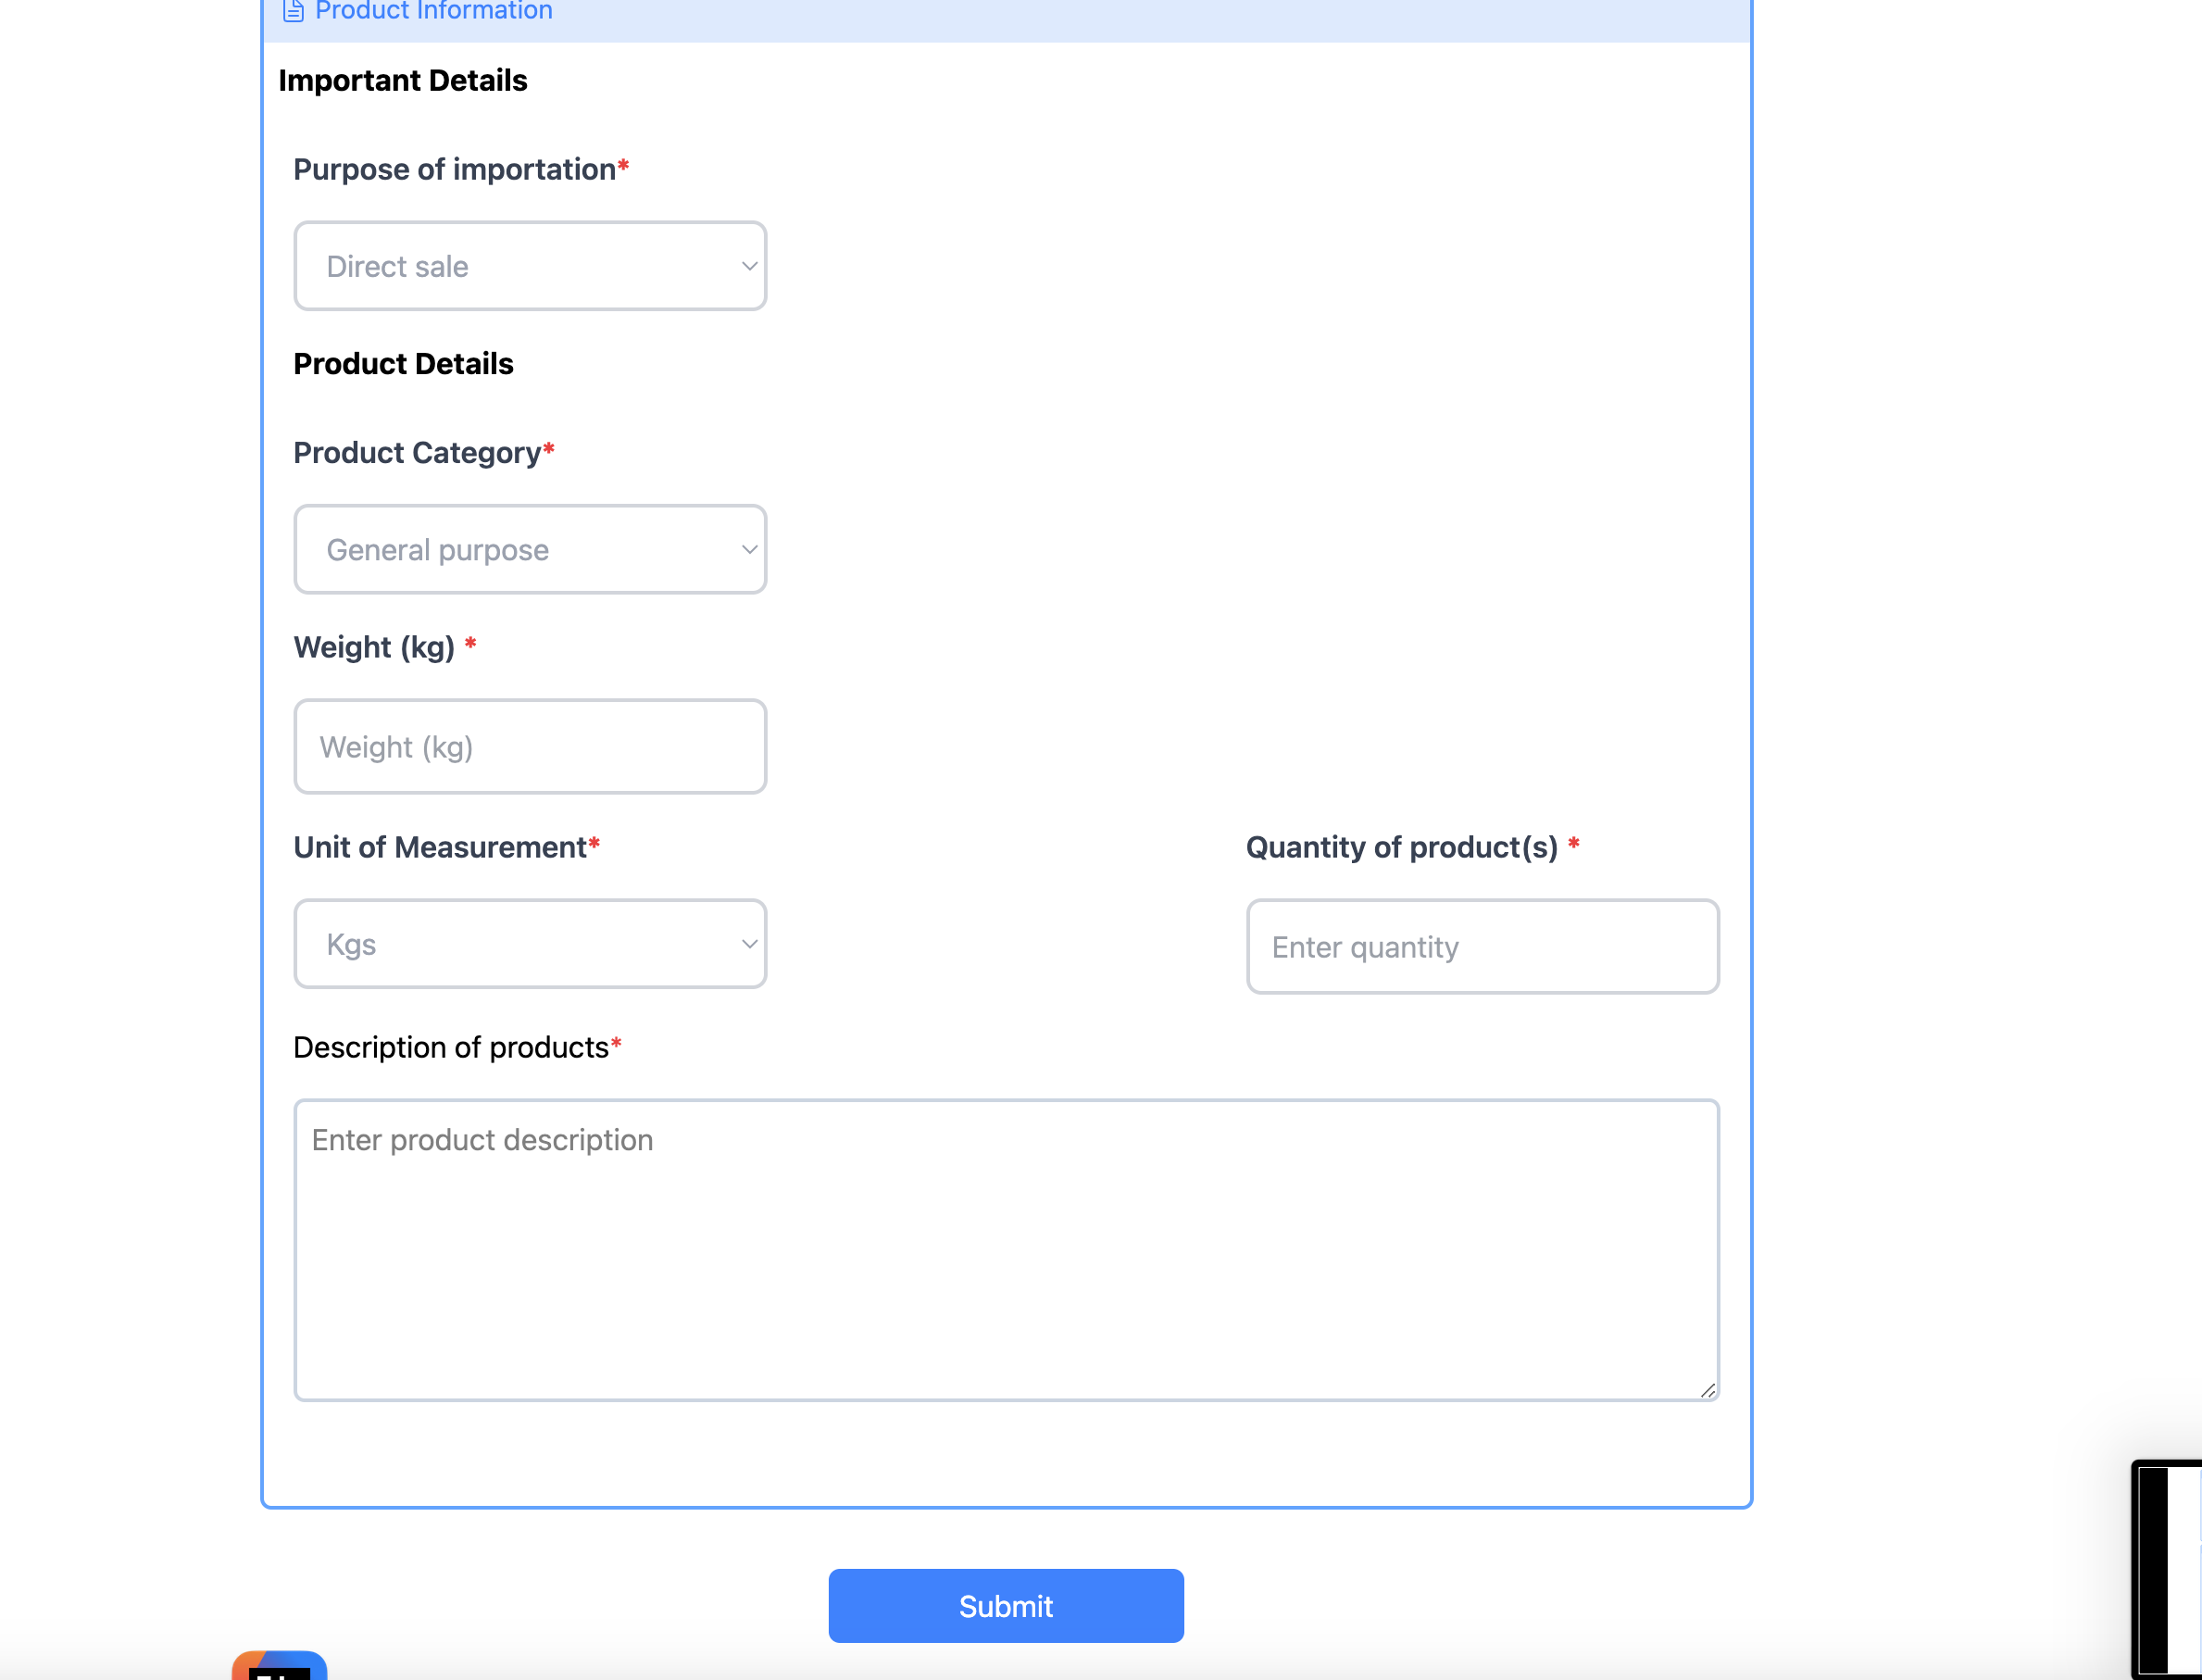 Product Information
Important Details
Purpose of importation*
Direct sale
Product Details
Product Category*
General purpose
Weight (kg) *
Weight (kg)
Unit of Measurement*
Quantity of product(s) *
Kgs
Enter quantity
Description of products*
Enter product description
Submit